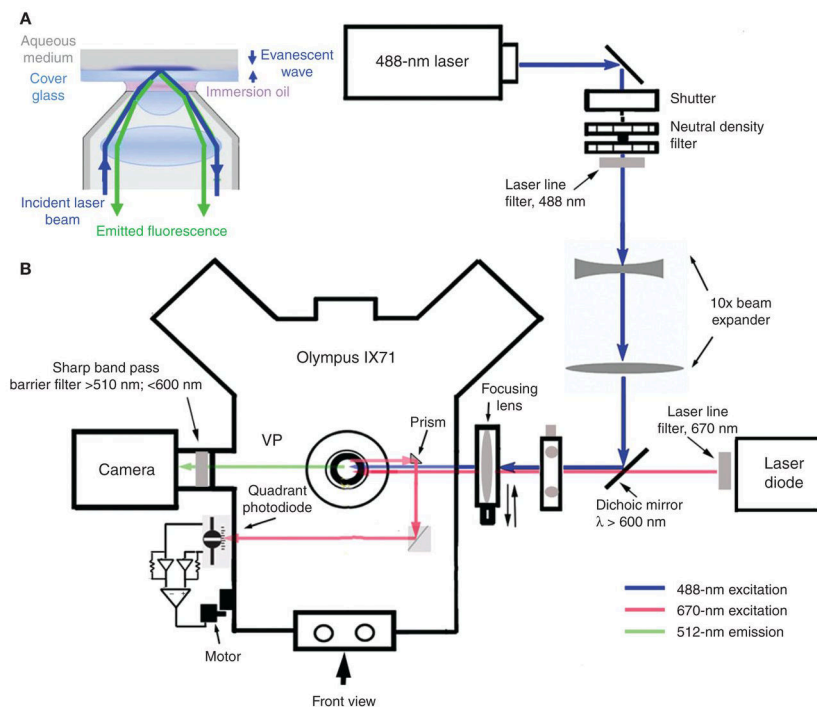 A
Aqueous
medium
Cover
glass
Evanescent
wave
Immersion oil
Incident laser
beam
Emitted fluorescence
488-nm laser
Shutter
Neutral density
filter
Laser line
filter, 488 nm
10x beam
expander
B
Olympus IX71
Sharp band pass
barrier filter >510 nm; <600 nm
VP
Camera
Prism
Focusing
lens
Laser line
filter, 670 nm
Laser
diode
Dichoic mirror
λ > 600 nm
Quadrant
photodiode
- +
Motor
Front view
488-nm excitation
670-nm excitation
512-nm emission